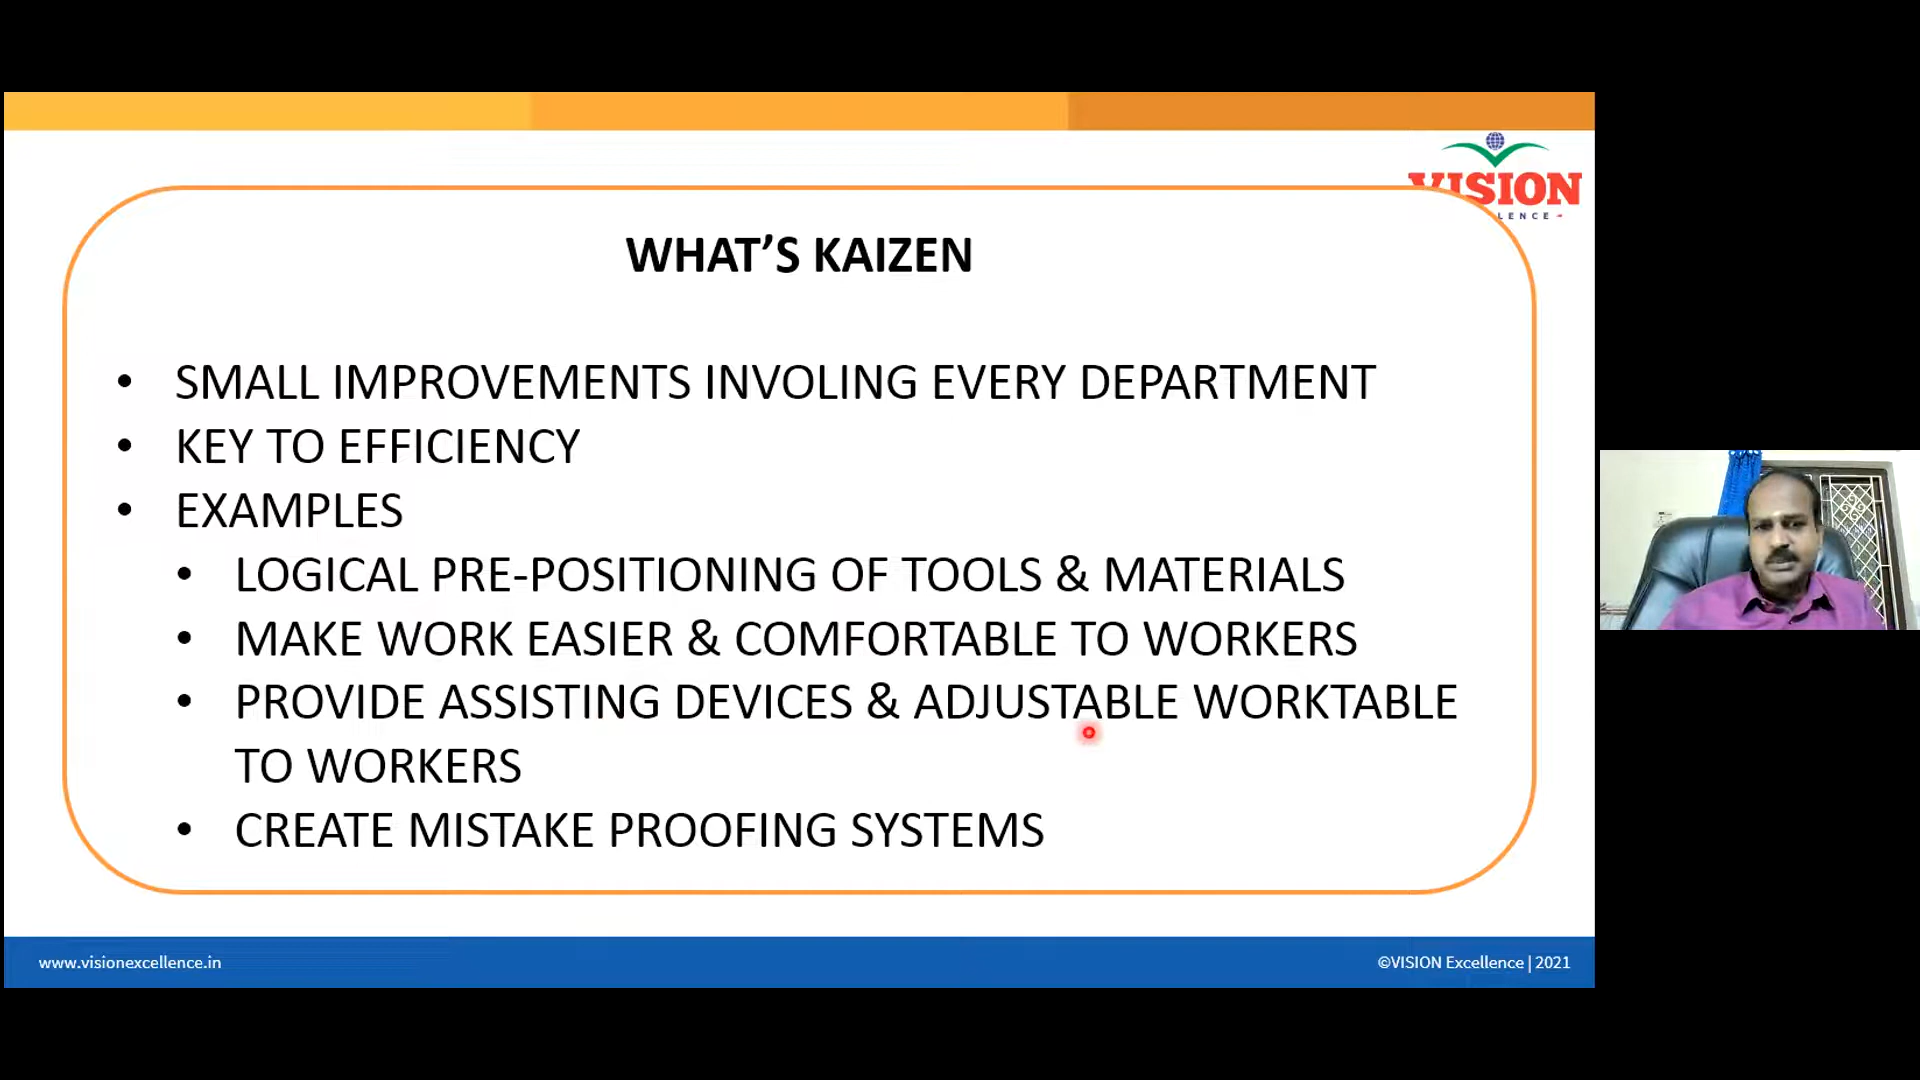 VISION
LENCE
WHAT’S KAIZEN
• SMALL IMPROVEMENTS INVOLING EVERY DEPARTMENT
• KEY TO EFFICIENCY
• EXAMPLES
• LOGICAL PRE-POSITIONING OF TOOLS & MATERIALS
• MAKE WORK EASIER & COMFORTABLE TO WORKERS
• PROVIDE ASSISTING DEVICES & ADJUSTABLE WORKTABLE
TO WORKERS
• CREATE MISTAKE PROOFING SYSTEMS
www.visionexcellence.in
©VISION Excellence | 2021